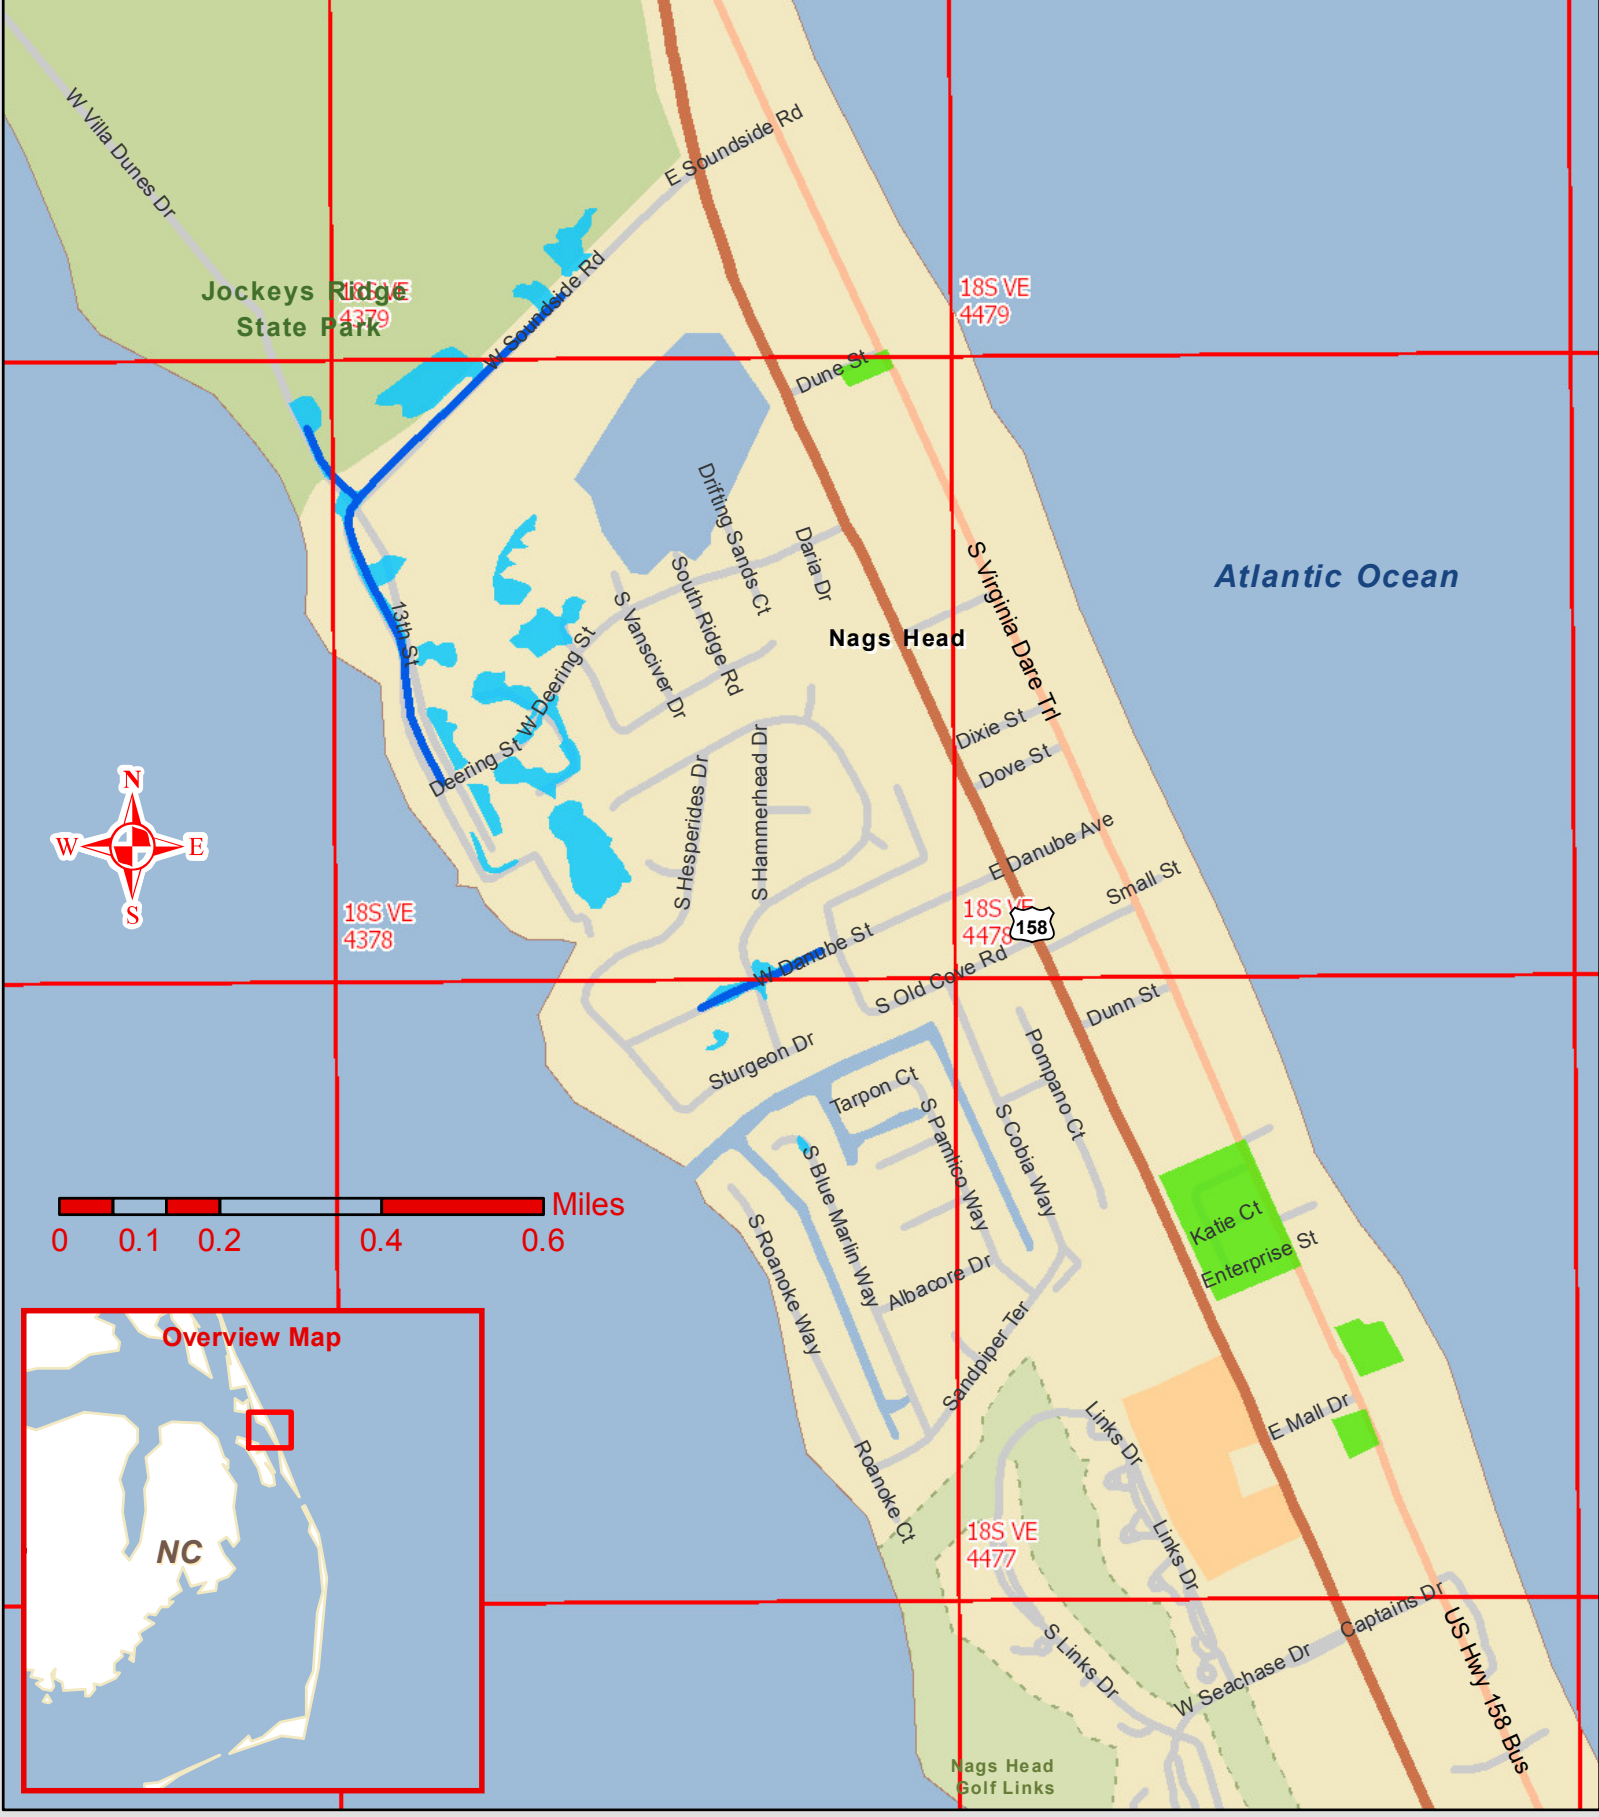 E Soundside Rd
W Villa Dunes Dr
W Soundside Rd
Jockeys Ridge
State Park
18S VE
4379
18S VE
4479
Dune St
Drifting Sands Ct
Daria Dr
South Ridge Rd
S Vansciver Dr
S Virginia Dare Trl
Atlantic Ocean
Nags Head
13th St
W Deering St
Deering St
Dixie St
Dove St
S Hesperides Dr
S Hammerhead Dr
E Danube Ave
Small St
N
W
E
S
18S VE
4378
18S VE
4478
158
W Danube St
S Old Cove Rd
Dunn St
Sturgeon Dr
Pompano Ct
Tarpon Ct
S Pamlico Way
S Cobia Way
S Blue Marlin Way
S Roanoke Way
Albacore Dr
Katie Ct
Enterprise St
Miles
0
0.1
0.2
0.4
0.6
Sandpiper Ter
Overview Map
NC
Links Dr
E Mall Dr
Roanoke Ct
18S VE
4477
Links Dr
S Links Dr
Captains Dr
W Seachase Dr
US Hwy 158 Bus
Nags Head
Golf Links